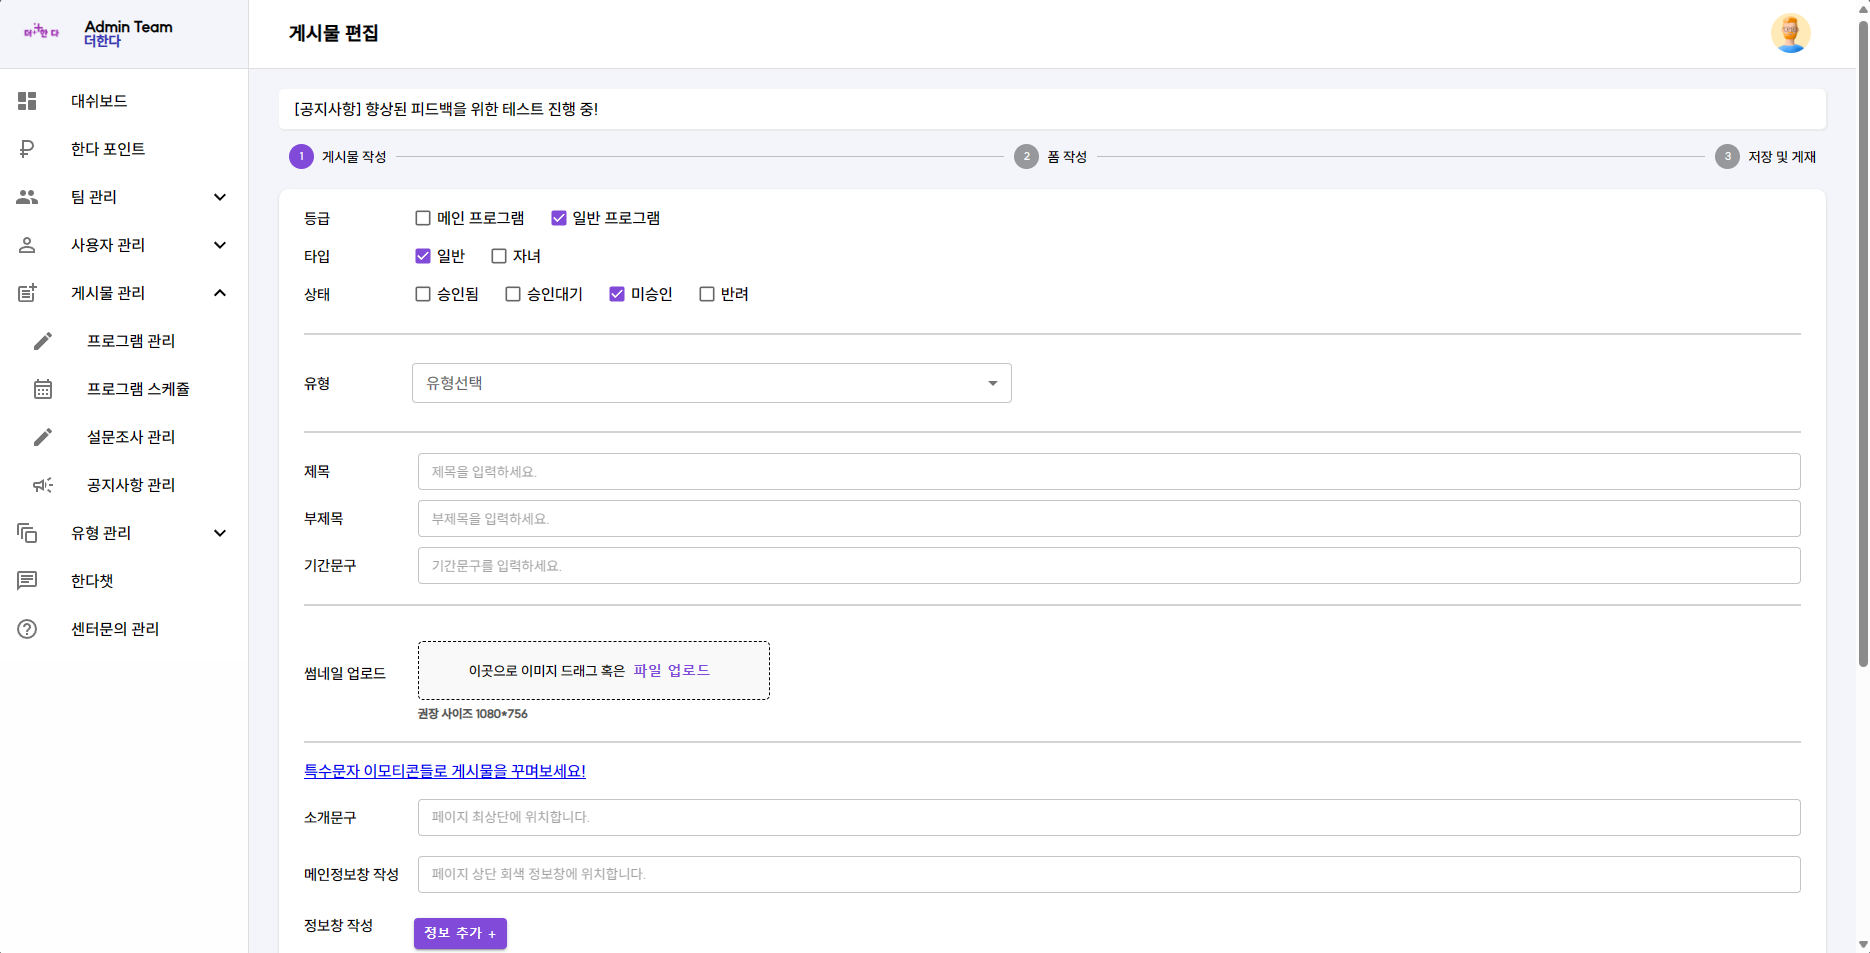 더한다
Admin Team
더한다
게시물 편집
대쉬보드
한다 포인트
팀 관리
사용자 관리
게시물 관리
프로그램 관리
프로그램 스케쥴
설문조사 관리
공지사항 관리
유형 관리
한다챗
센터문의 관리
[공지사항] 향상된 피드백을 위한 테스트 진행 중!
1 게시물 작성 2 폼 작성 3 저장 및 게재
등급 메인 프로그램 일반 프로그램
타입 일반 자녀
상태 승인됨 승인대기 미승인 반려
유형 유형선택
제목 제목을 입력하세요.
부제목 부제목을 입력하세요.
기간문구 기간문구를 입력하세요.
썸네일 업로드 이곳으로 이미지 드래그 혹은 파일 업로드
권장 사이즈 1080*756
특수문자 이모티콘들로 게시물을 꾸며보세요!
소개문구 페이지 최상단에 위치합니다.
메인정보창 작성 페이지 상단 회색 정보창에 위치합니다.
정보창 작성 정보 추가 +